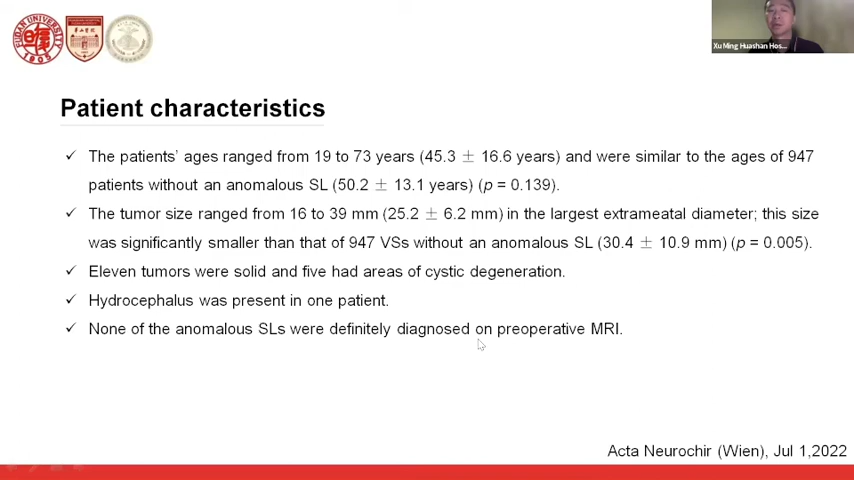 FUDAN UNIVERSITY
1905
Xu Ming Huashan Hos...
Patient characteristics
✓ The patients' ages ranged from 19 to 73 years (45.3 ± 16.6 years) and were similar to the ages of 947
patients without an anomalous SL (50.2 ± 13.1 years) (p = 0.139).
✓ The tumor size ranged from 16 to 39 mm (25.2 ± 6.2 mm) in the largest extrameatal diameter; this size
was significantly smaller than that of 947 VSs without an anomalous SL (30.4 ± 10.9 mm) (p = 0.005).
✓ Eleven tumors were solid and five had areas of cystic degeneration.
✓ Hydrocephalus was present in one patient.
✓ None of the anomalous SLs were definitely diagnosed on preoperative MRI.
Acta Neurochir (Wien), Jul 1,2022